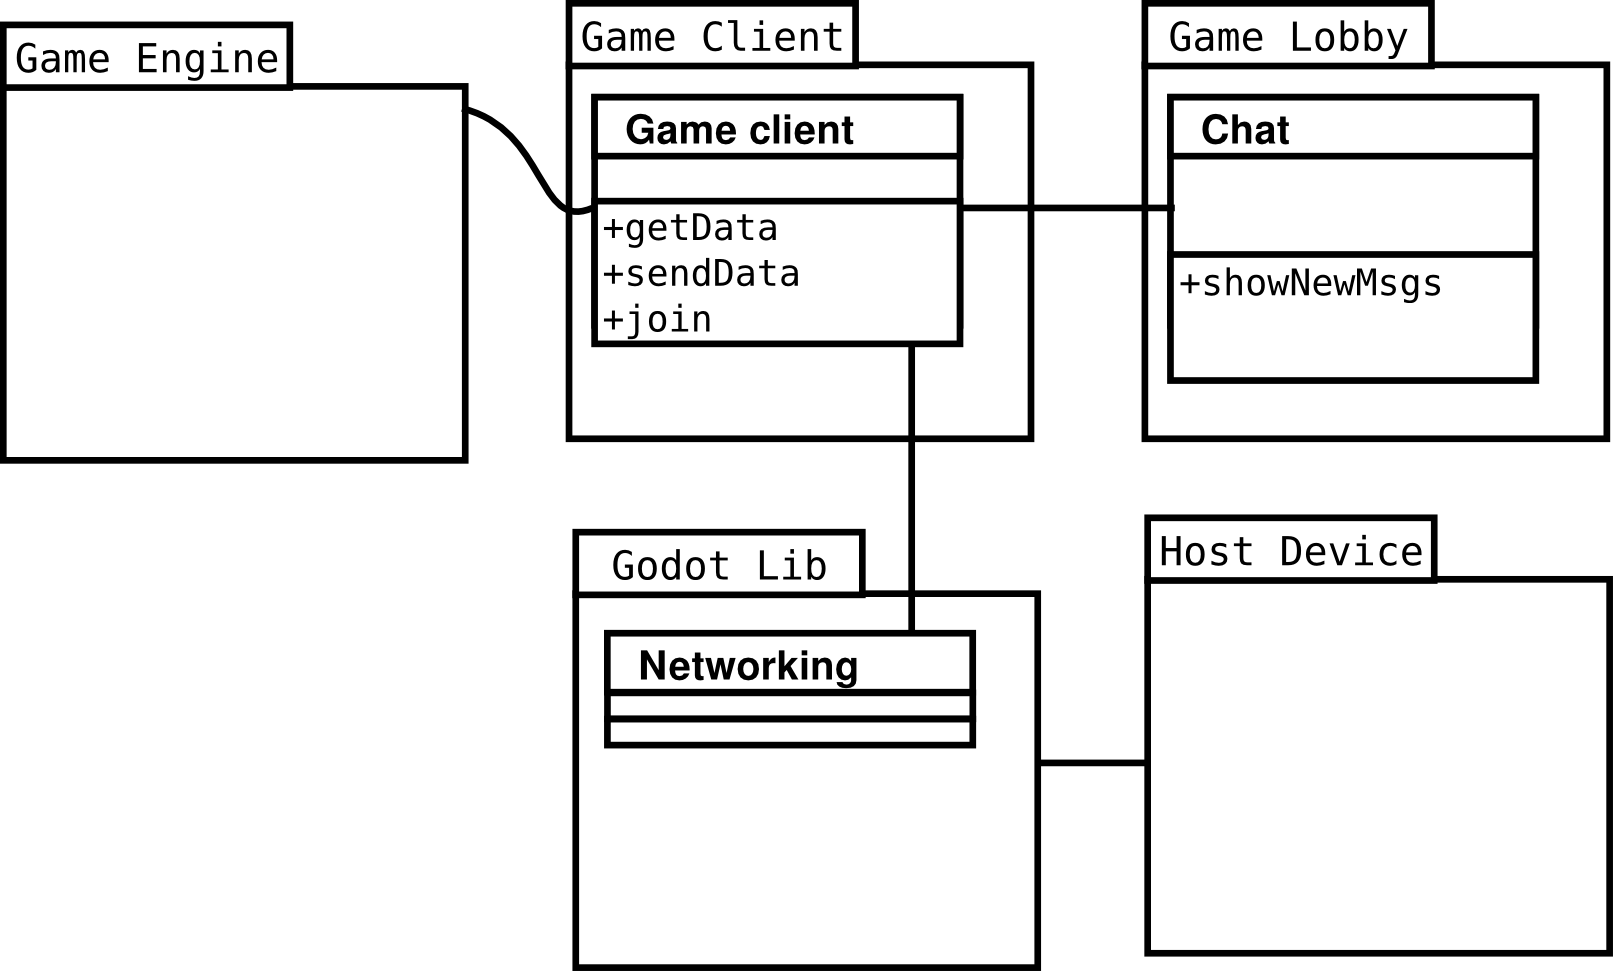 Game Engine
Game Client
Game client
+getData
+sendData
+join
Game Lobby
Chat
+showNewMsgs
Godot Lib
Networking
Host Device